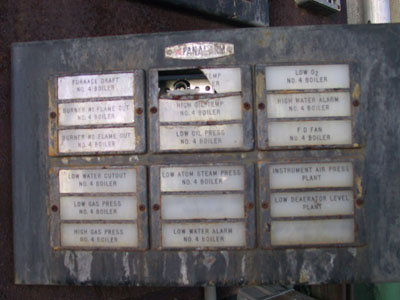 PANALARM
FURNACE DRAFT
NO. 4 BOILER
BURNER #1 FLAME OUT
NO. 4 BOILER
BURNER #2 FLAME OUT
NO. 4 BOILER
TEMP
HIGH OIL TEMP
NO. 4 BOILER
LOW OIL PRESS
NO. 4 BOILER
LOW O2
NO. 4 BOILER
HIGH WATER ALARM
NO. 4 BOILER
F D FAN
NO. 4 BOILER
LOW WATER CUTOUT
NO. 4 BOILER
LOW GAS PRESS
NO. 4 BOILER
HIGH GAS PRESS
NO. 4 BOILER
LOW ATOM STEAM PRESS
NO. 4 BOILER
LOW WATER ALARM
NO. 4 BOILER
INSTRUMENT AIR PRESS
PLANT
LOW DEAERATOR LEVEL
PLANT